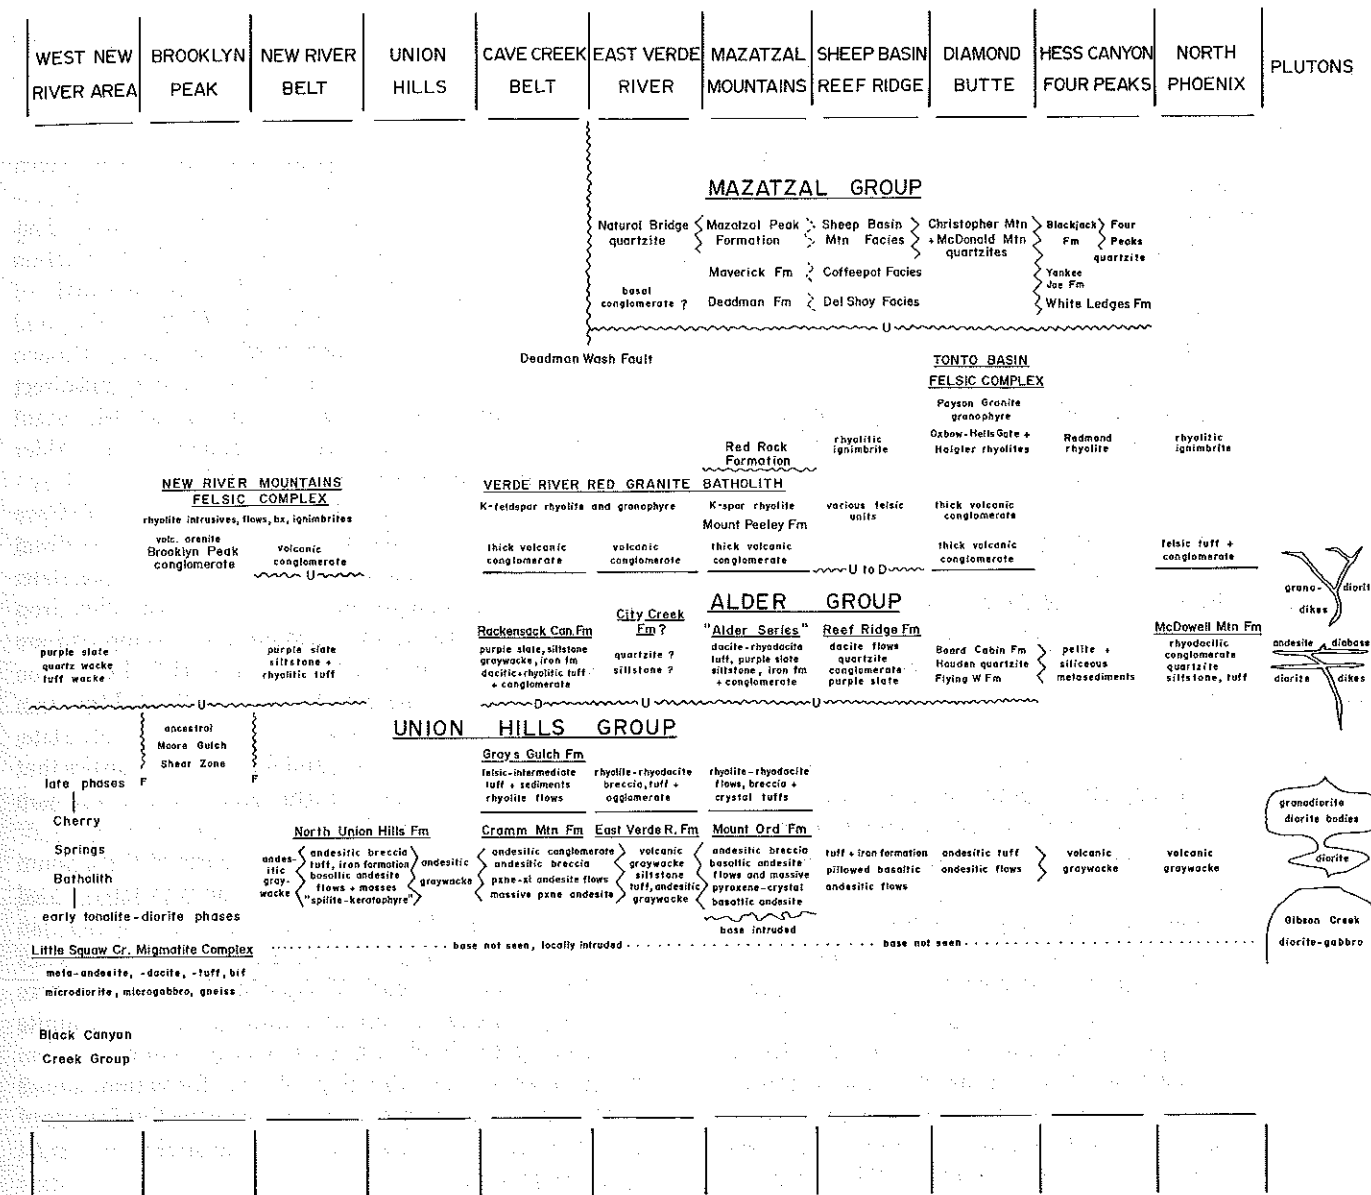 WEST NEW
RIVER AREA
BROOKLYN
PEAK
NEW RIVER
BELT
UNION
HILLS
CAVE CREEK
BELT
EAST VERDE
RIVER
MAZATZAL
MOUNTAINS
SHEEP BASIN
REEF RIDGE
DIAMOND
BUTTE
HESS CANYON
FOUR PEAKS
NORTH
PHOENIX
PLUTONS
MAZATZAL GROUP
Natural Bridge
quartzite
Mazatzal Peak
Formation
Sheep Basin
Mtn Facies
Christopher Mtn
+ McDonald Mtn
quartzites
Blackjack
Fm
Four
Peaks
quartzite
Maverick Fm
Coffeepot Facies
Yankee
Joe Fm
basal
conglomerate ?
Deadman Fm
Del Shay Facies
White Ledges Fm
U
Deadman Wash Fault
TONTO BASIN
FELSIC COMPLEX
Payson Granite
granophyre
Red Rock
Formation
rhyolitic
ignimbrite
Oxbow-Hells Gate +
Haigler rhyolites
Redmond
rhyolite
rhyolitic
ignimbrite
NEW RIVER MOUNTAINS
FELSIC COMPLEX
rhyolite intrusives, flows, bx, ignimbrites
VERDE RIVER RED GRANITE BATHOLITH
K-feldspar rhyolite and granophyre
K-spar rhyolite
Mount Peeley Fm
various felsic
units
thick volcanic
conglomerate
volc. arenite
Brooklyn Peak
conglomerate
volcanic
conglomerate
U
thick volcanic
conglomerate
volcanic
conglomerate
thick volcanic
conglomerate
U to D
thick volcanic
conglomerate
felsic tuff +
conglomerate
grano-
diorite
dikes
ALDER GROUP
purple slate
quartz wacke
tuff wacke
purple slate
siltstone +
rhyolitic tuff
Rackensack Can. Fm
purple slate, siltstone
graywacke, iron fm
dacitic+rhyolitic tuff
+ conglomerate
City Creek
Fm ?
quartzite ?
siltstone ?
"Alder Series"
dacite-rhyodacite
tuff, purple slate
siltstone, iron fm
+ conglomerate
Reef Ridge Fm
dacite flows
quartzite
conglomerate
purple slate
Board Cabin Fm
Houden quartzite
Flying W Fm
pelite +
siliceous
metasediments
McDowell Mtn Fm
rhyodacitic
conglomerate
quartzite
siltstone, tuff
andesite
diabase
diorite
dikes
U
D
U
U
ancestral
Moore Gulch
Shear Zone
F
F
UNION HILLS GROUP
late phases
Cherry
Springs
Batholith
early tonalite-diorite phases
Grays Gulch Fm
felsic-intermediate
tuff + sediments
rhyolite flows
rhyolite-rhyodacite
breccia, tuff +
agglomerate
rhyolite-rhyodacite
flows, breccia +
crystal tuffs
granodiorite
diorite bodies
diorite
North Union Hills Fm
andes-
itic
gray-
wacke
andesitic breccia
tuff, iron formation
basaltic andesite
flows + masses
"spilite-keratophyre"
andesitic
graywacke
Cramm Mtn Fm
andesitic conglomerate
andesitic breccia
pxne-xl andesite flows
massive pxne andesite
East Verde R. Fm
volcanic
graywacke
siltstone
tuff, andesitic
graywacke
Mount Ord Fm
andesitic breccia
basaltic andesite
flows and massive
pyroxene-crystal
basaltic andesite
base intruded
tuff + iron formation
pillowed basaltic
andesitic flows
andesitic tuff
andesitic flows
volcanic
graywacke
volcanic
graywacke
Gibson Creek
diorite-gabbro
Little Squaw Cr. Migmatite Complex
base not seen, locally intruded
base not seen
meta-andesite, -dacite, -tuff, bif
microdiorite, microgabbro, gneiss
Black Canyon
Creek Group